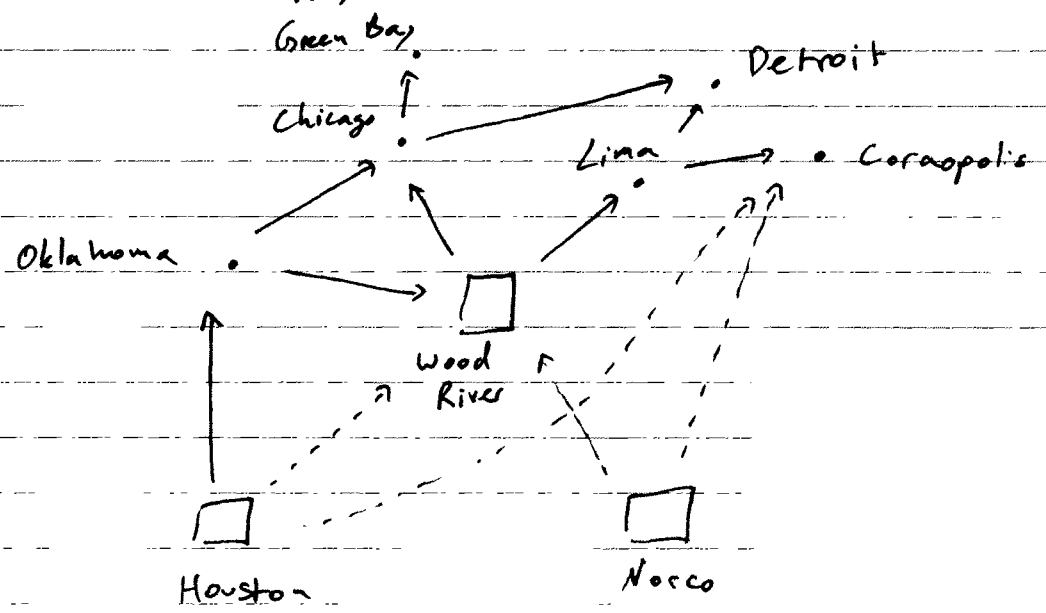 Green Bay
Detroit
Chicago
Lima
Coraopolis
Oklahoma
Wood
River
Houston
Norco